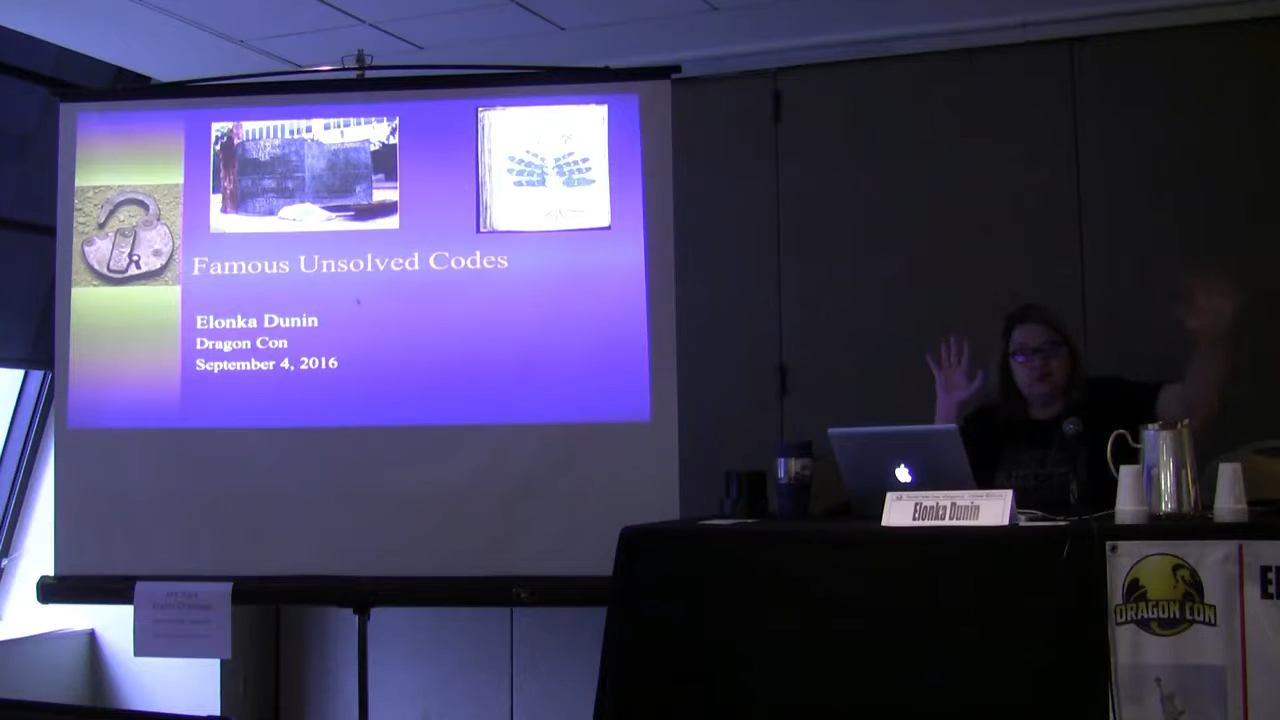 Famous Unsolved Codes
Elonka Dunin
Dragon Con
September 4, 2016
Elonka Dunin
DRAGON CON